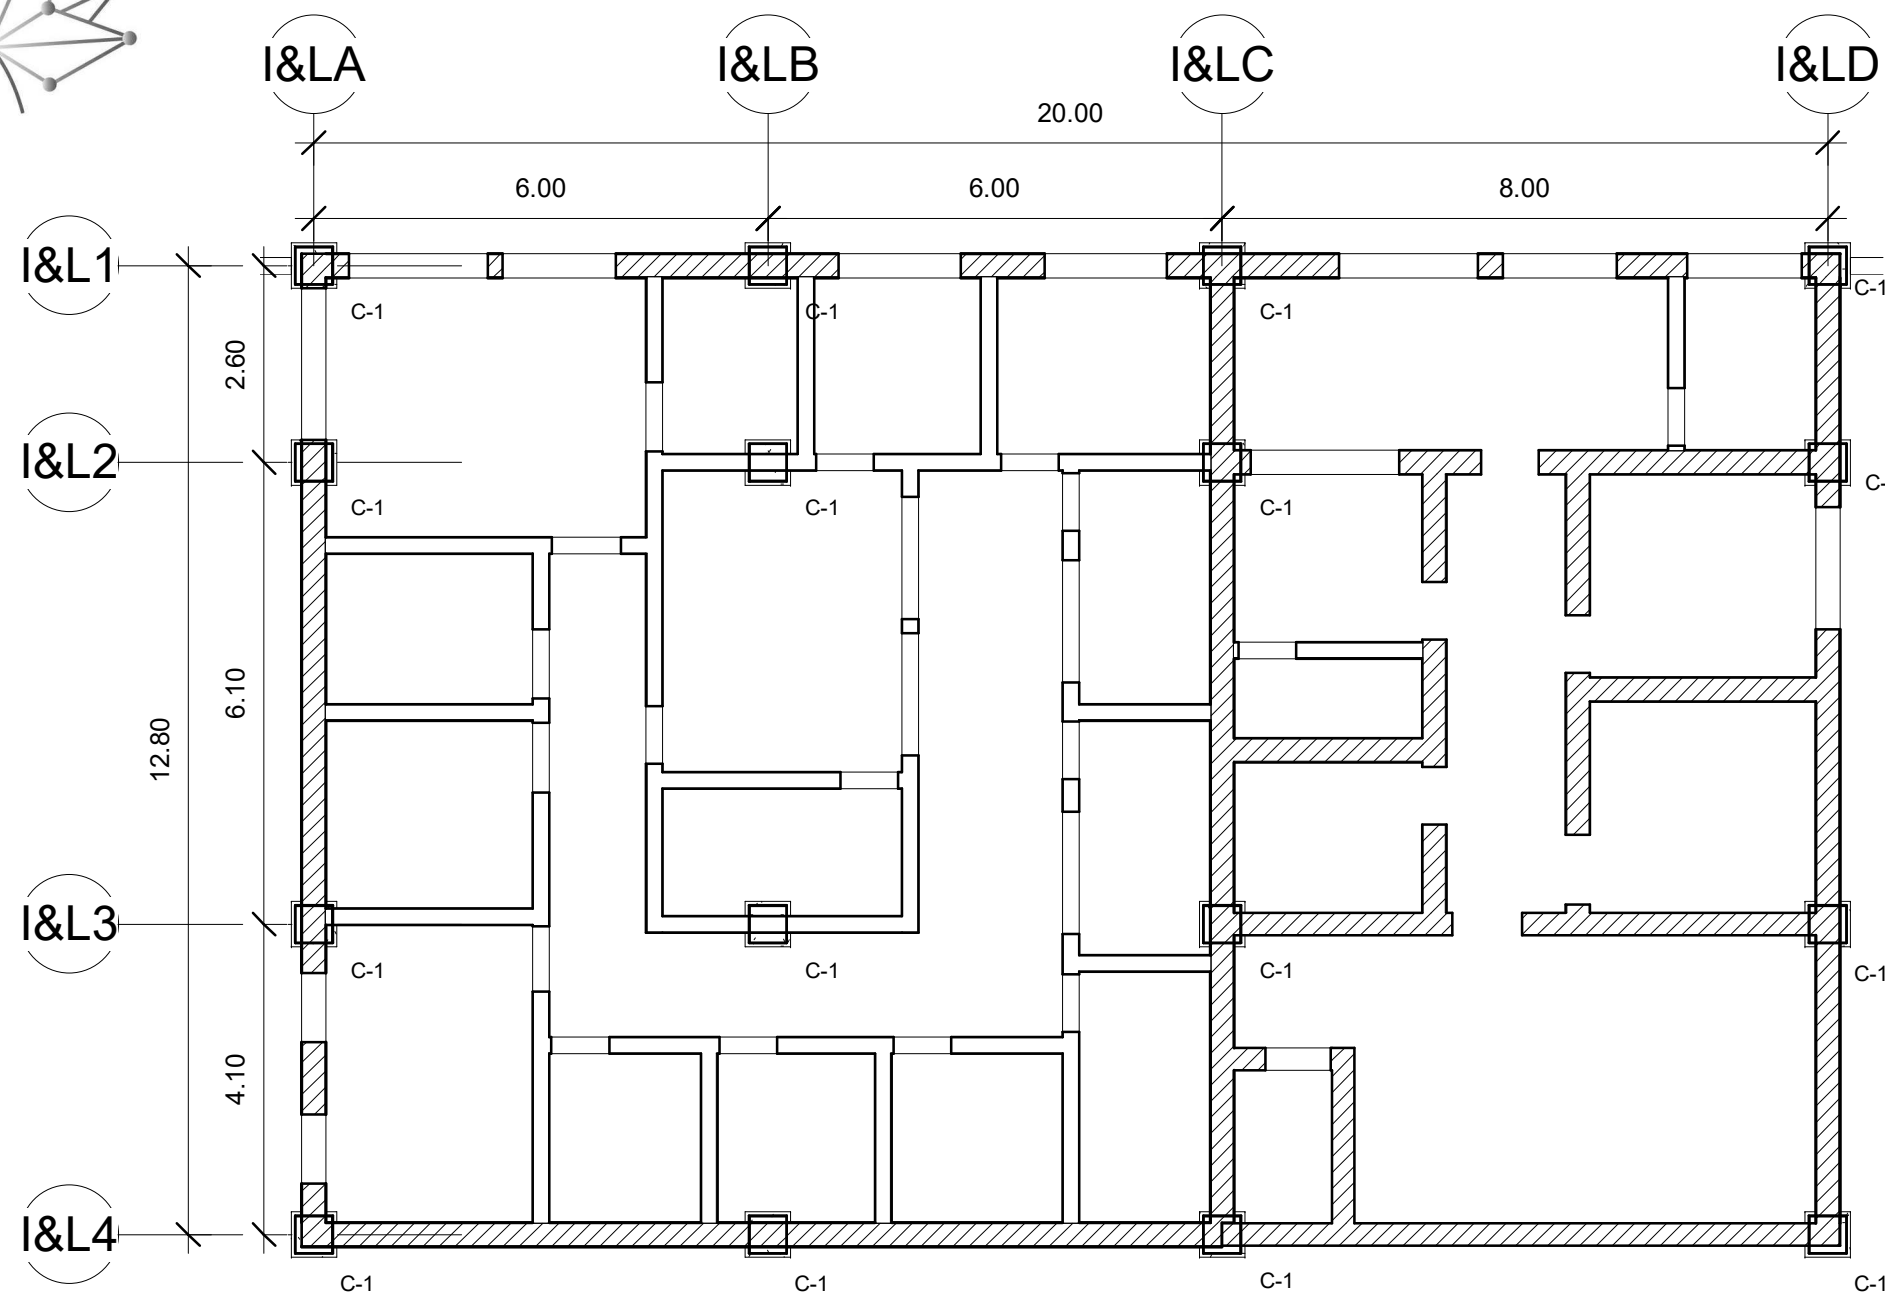 I&LA I&LB I&LC I&LD
20.00
6.00 6.00 8.00
I&L1
C-1 C-1 C-1 C-1
2.60
I&L2
C-1 C-1 C-1 C-
6.10
12.80
I&L3
C-1 C-1 C-1 C-1
4.10
I&L4
C-1 C-1 C-1 C-1